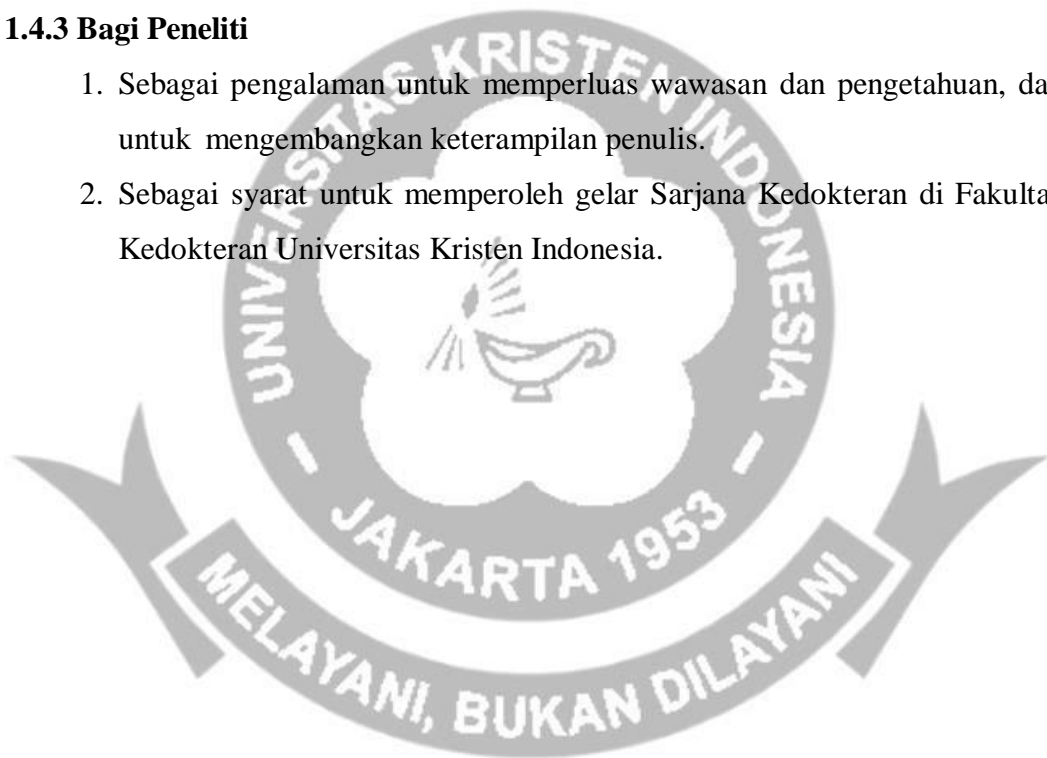 1.4.3 Bagi Peneliti
1. Sebagai pengalaman untuk memperluas wawasan dan pengetahuan, da
untuk mengembangkan keterampilan penulis.
2. Sebagai syarat untuk memperoleh gelar Sarjana Kedokteran di Fakulta
Kedokteran Universitas Kristen Indonesia.
UNIVERSITAS KRISTEN INDONESIA
– JAKARTA 1953 –
MELAYANI, BUKAN DILAYANI